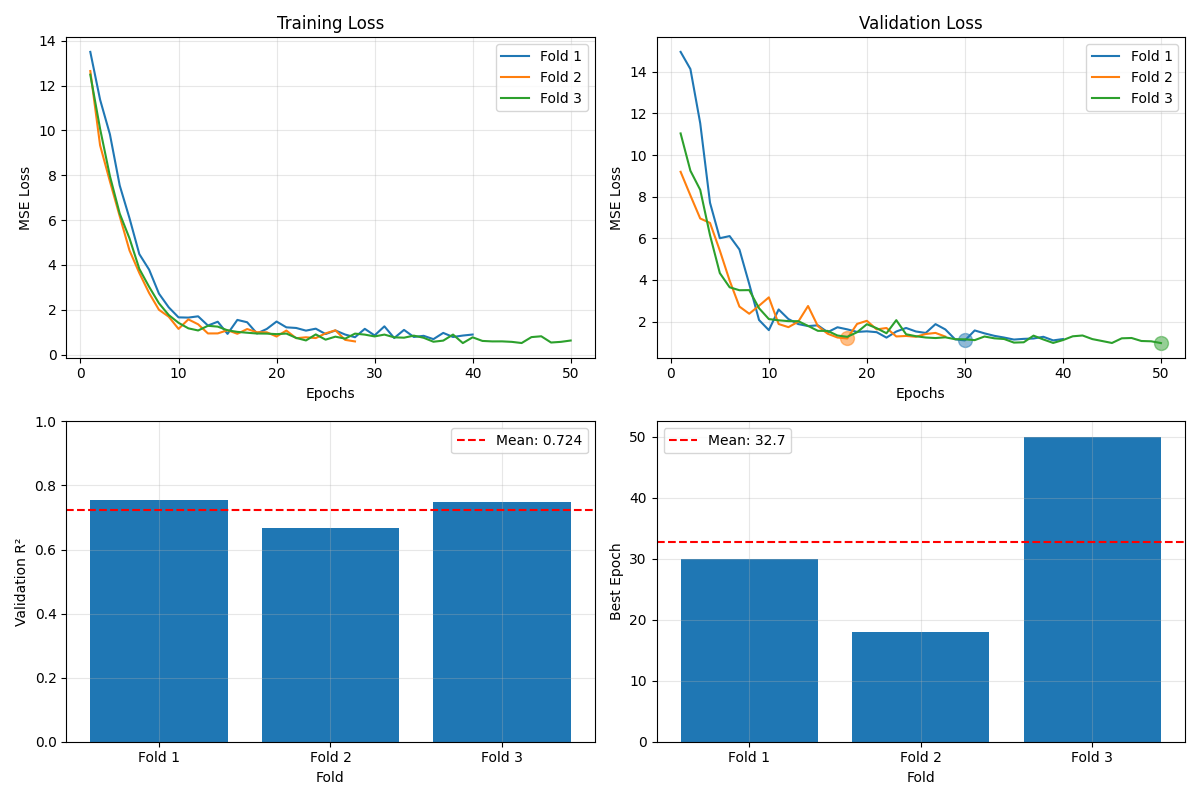 Training Loss
14
12
10
8
6
4
2
0
MSE Loss
Fold 1
Fold 2
Fold 3
0 10 20 30 40 50
Epochs
Validation Loss
14
12
10
8
6
4
2
MSE Loss
Fold 1
Fold 2
Fold 3
0 10 20 30 40 50
Epochs
1.0
0.8
0.6
0.4
0.2
0.0
Validation R²
Mean: 0.724
Fold 1 Fold 2 Fold 3
Fold
50
40
30
20
10
0
Best Epoch
Mean: 32.7
Fold 1 Fold 2 Fold 3
Fold